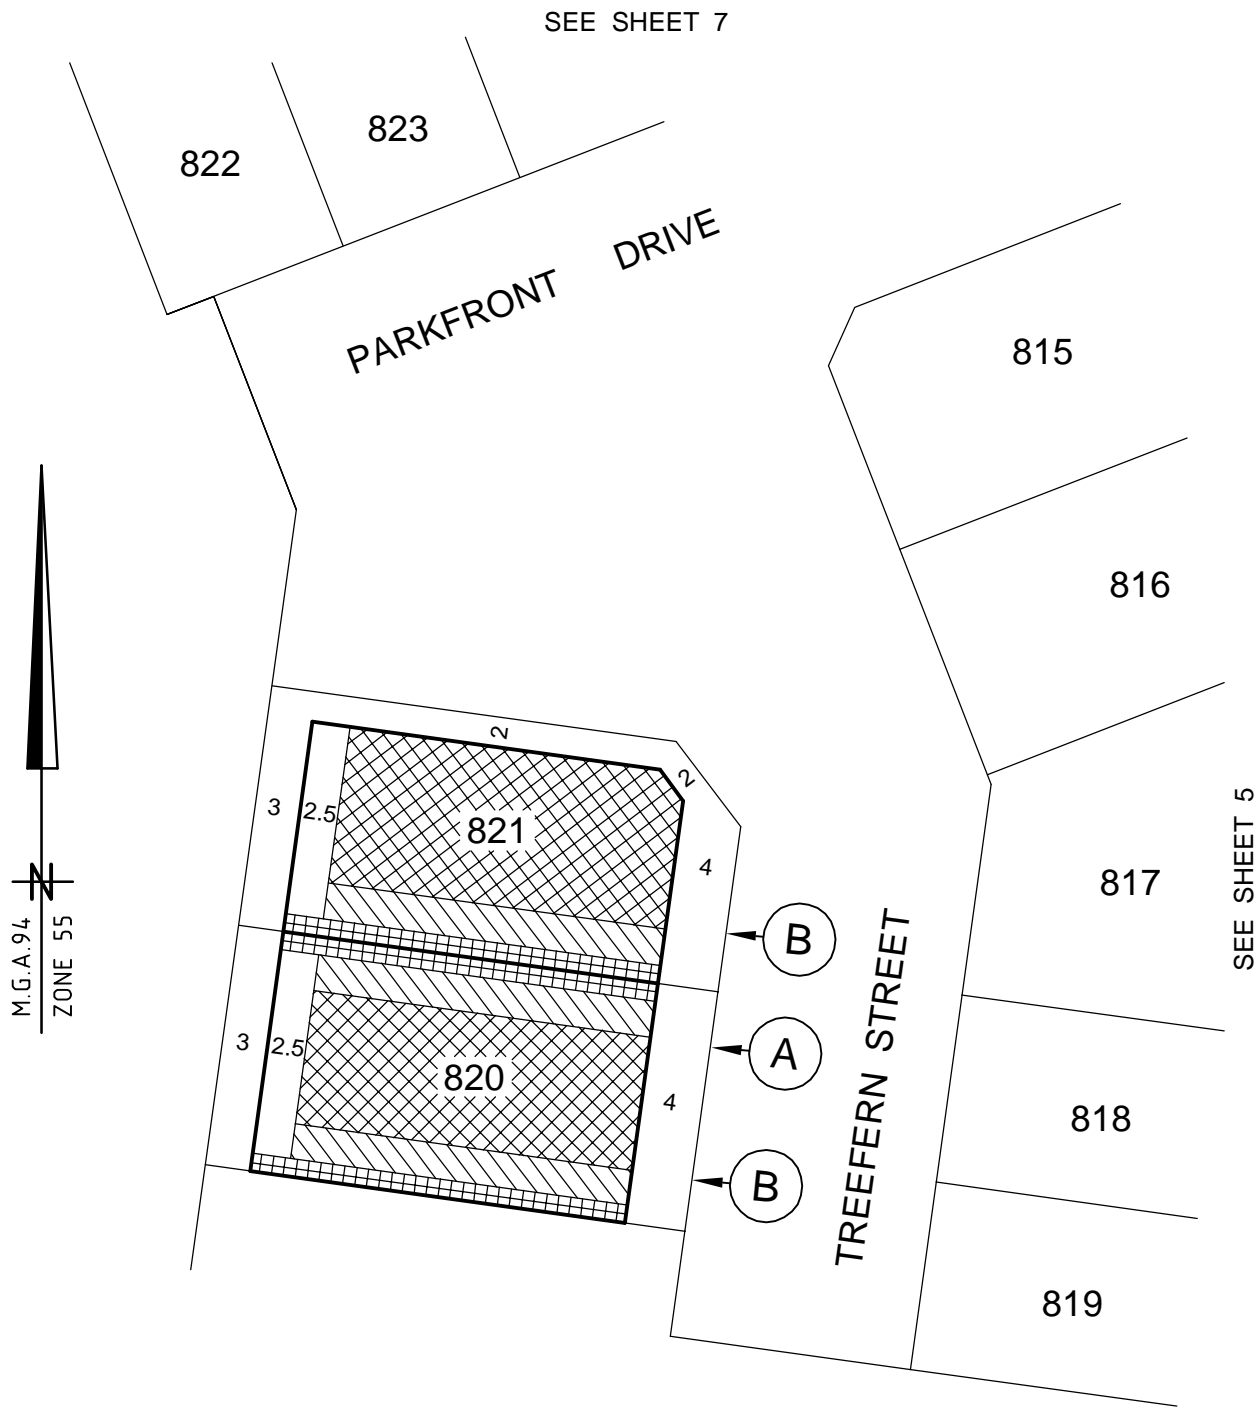 SEE SHEET 7
823
822
PARKFRONT DRIVE
815
816
2
2
3
2.5
821
4
817
SEE SHEET 5
B
M.G.A.94
ZONE 55
N
TREEFERN STREET
3
2.5
820
A
4
818
B
819